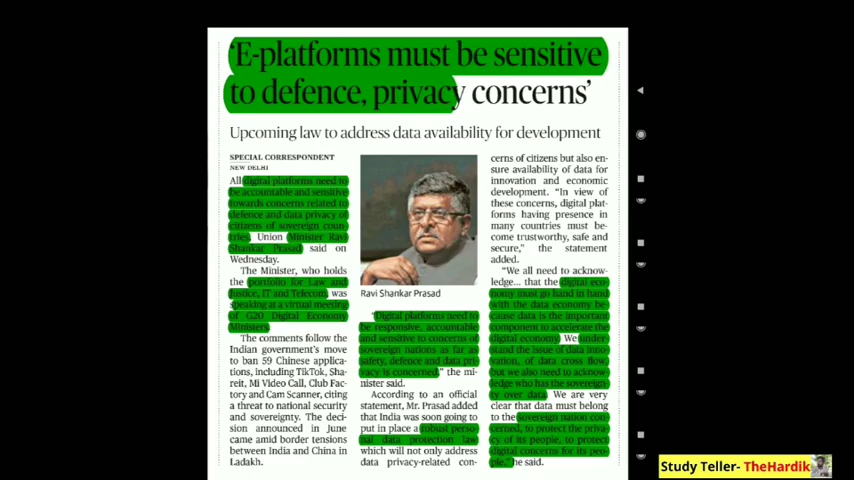 ‘E-platforms must be sensitive
to defence, privacy concerns’
Upcoming law to address data availability for development
SPECIAL CORRESPONDENT
NEW DELHI
All digital platforms need to
be accountable and sensitive
towards concerns related to
defence and data privacy of
citizens of sovereign coun-
tries, Union Minister Ravi
Shankar Prasad said on
Wednesday.
The Minister, who holds
the portfolio for Law and
Justice, IT and Telecom, was
speaking at a virtual meeting
of G20 Digital Economy
Ministers.
The comments follow the
Indian government’s move
to ban 59 Chinese applica-
tions, including TikTok, Sha-
reit, Mi Video Call, Club Fac-
tory and Cam Scanner, citing
a threat to national security
and sovereignty. The deci-
sion announced in June
came amid border tensions
between India and China in
Ladakh.
Ravi Shankar Prasad
“Digital platforms need to
be responsive, accountable
and sensitive to concerns of
sovereign nations as far as
safety, defence and data pri-
vacy is concerned,” the mi-
nister said.
According to an official
statement, Mr. Prasad added
that India was soon going to
put in place a robust perso-
nal data protection law
which will not only address
data privacy-related con-
cerns of citizens but also en-
sure availability of data for
innovation and economic
development. “In view of
these concerns, digital plat-
forms having presence in
many countries must be-
come trustworthy, safe and
secure,” the statement
added.
“We all need to acknow-
ledge... that the digital eco-
nomy must go hand in hand
with the data economy be-
cause data is the important
component to accelerate the
digital economy. We under-
stand the issue of data inno-
vation, of data cross flow,
but we also need to acknow-
ledge who has the sovereign-
ty over data. We are very
clear that data must belong
to the sovereign nation con-
cerned, to protect the priva-
cy of its people, to protect
digital concerns for its peo-
ple,” he said.
Study Teller- TheHardik